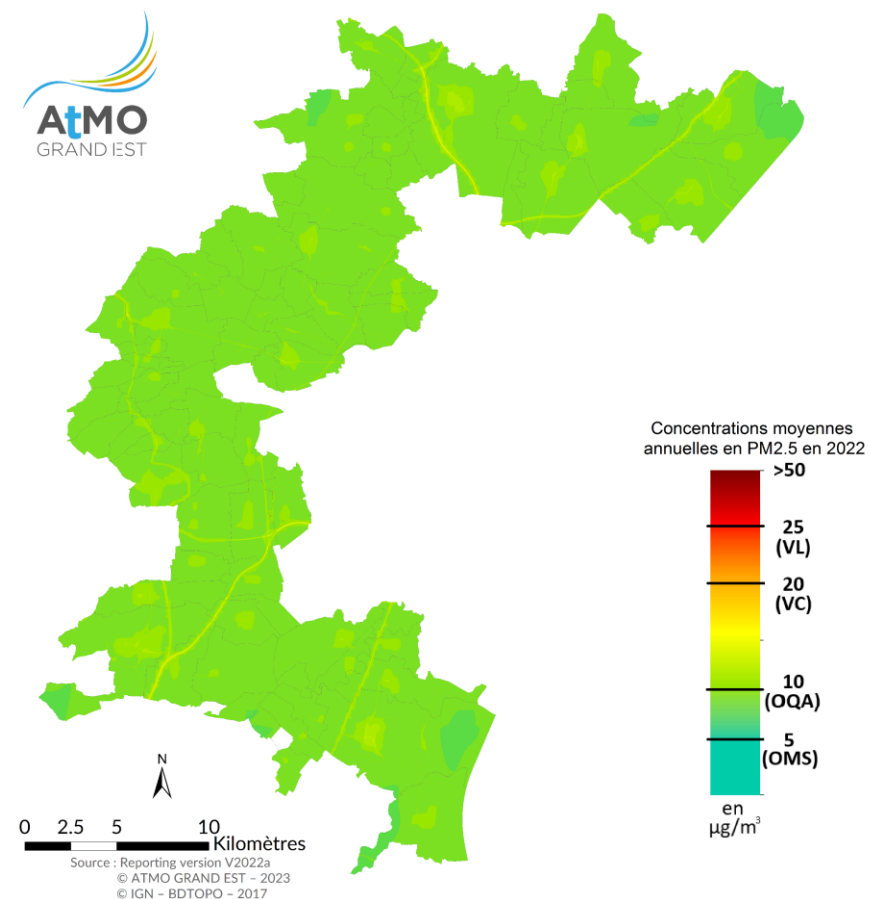 AtMO
GRAND EST
Concentrations moyennes
annuelles en PM2.5 en 2022
>50
25
(VL)
20
(VC)
10
(OQA)
5
(OMS)
en
µg/m³
N
0 2.5 5 10
Kilomètres
Source : Reporting version V2022a
© ATMO GRAND EST – 2023
© IGN – BDTOPO – 2017